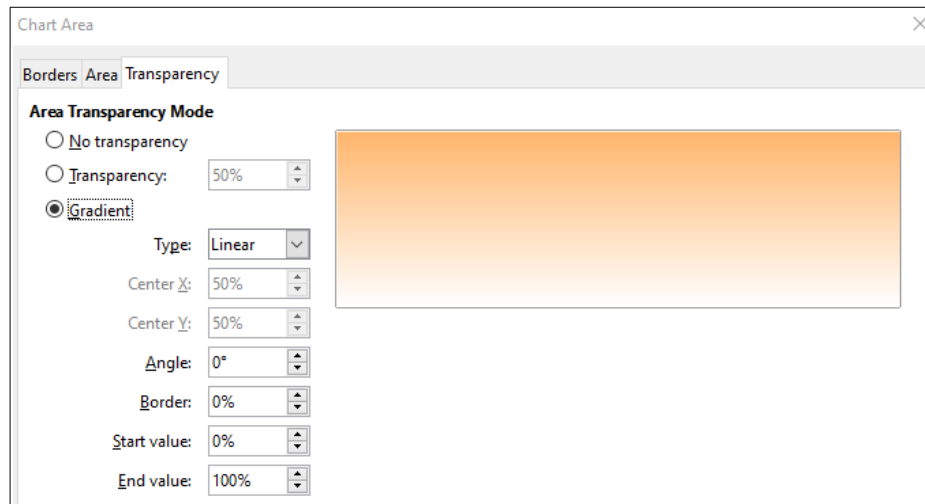 Chart Area
Borders Area Transparency
Area Transparency Mode
No transparency
Transparency: 50%
Gradient
Type: Linear
Center X: 50%
Center Y: 50%
Angle: 0°
Border: 0%
Start value: 0%
End value: 100%